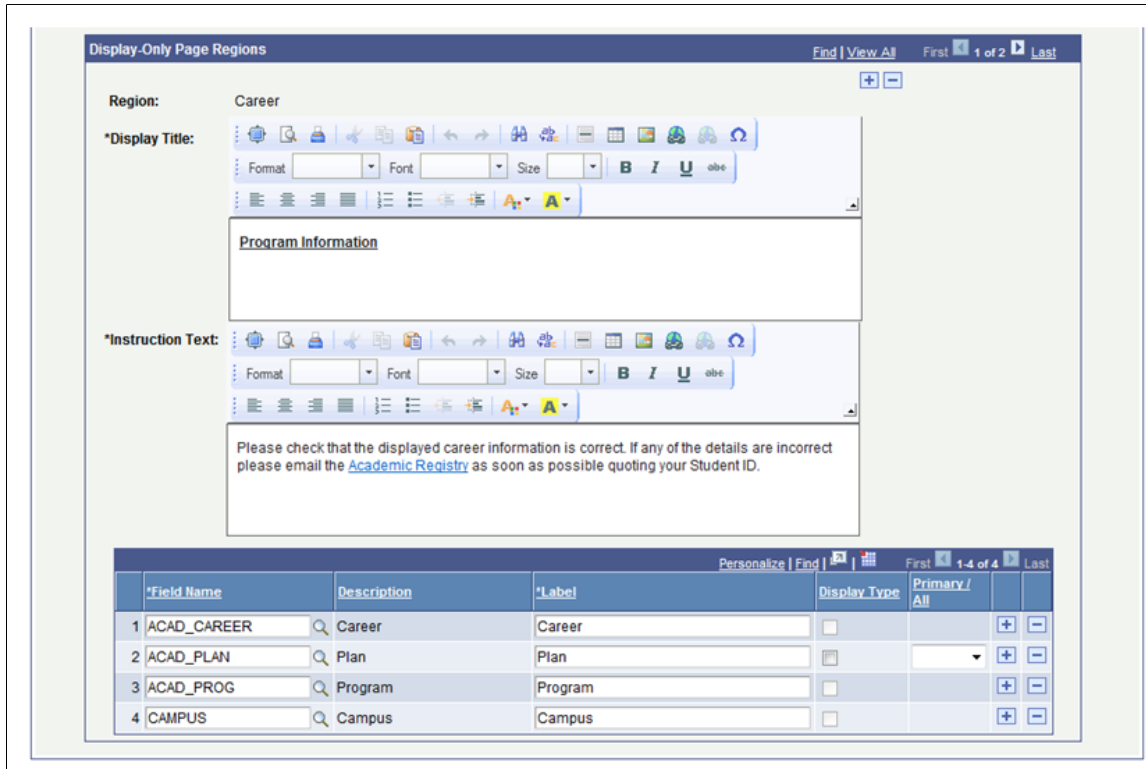 Display-Only Page Regions Find | View All First 1 of 2 Last
Region: Career
*Display Title:
Format Font Size B I U abc
A A
Program Information
*Instruction Text:
Format Font Size B I U abc
A A
Please check that the displayed career information is correct. If any of the details are incorrect
please email the Academic Registry as soon as possible quoting your Student ID.
Personalize | Find | | First 1-4 of 4 Last
*Field Name Description *Label Display Type Primary /
All
1 ACAD_CAREER Career Career
2 ACAD_PLAN Plan Plan
3 ACAD_PROG Program Program
4 CAMPUS Campus Campus